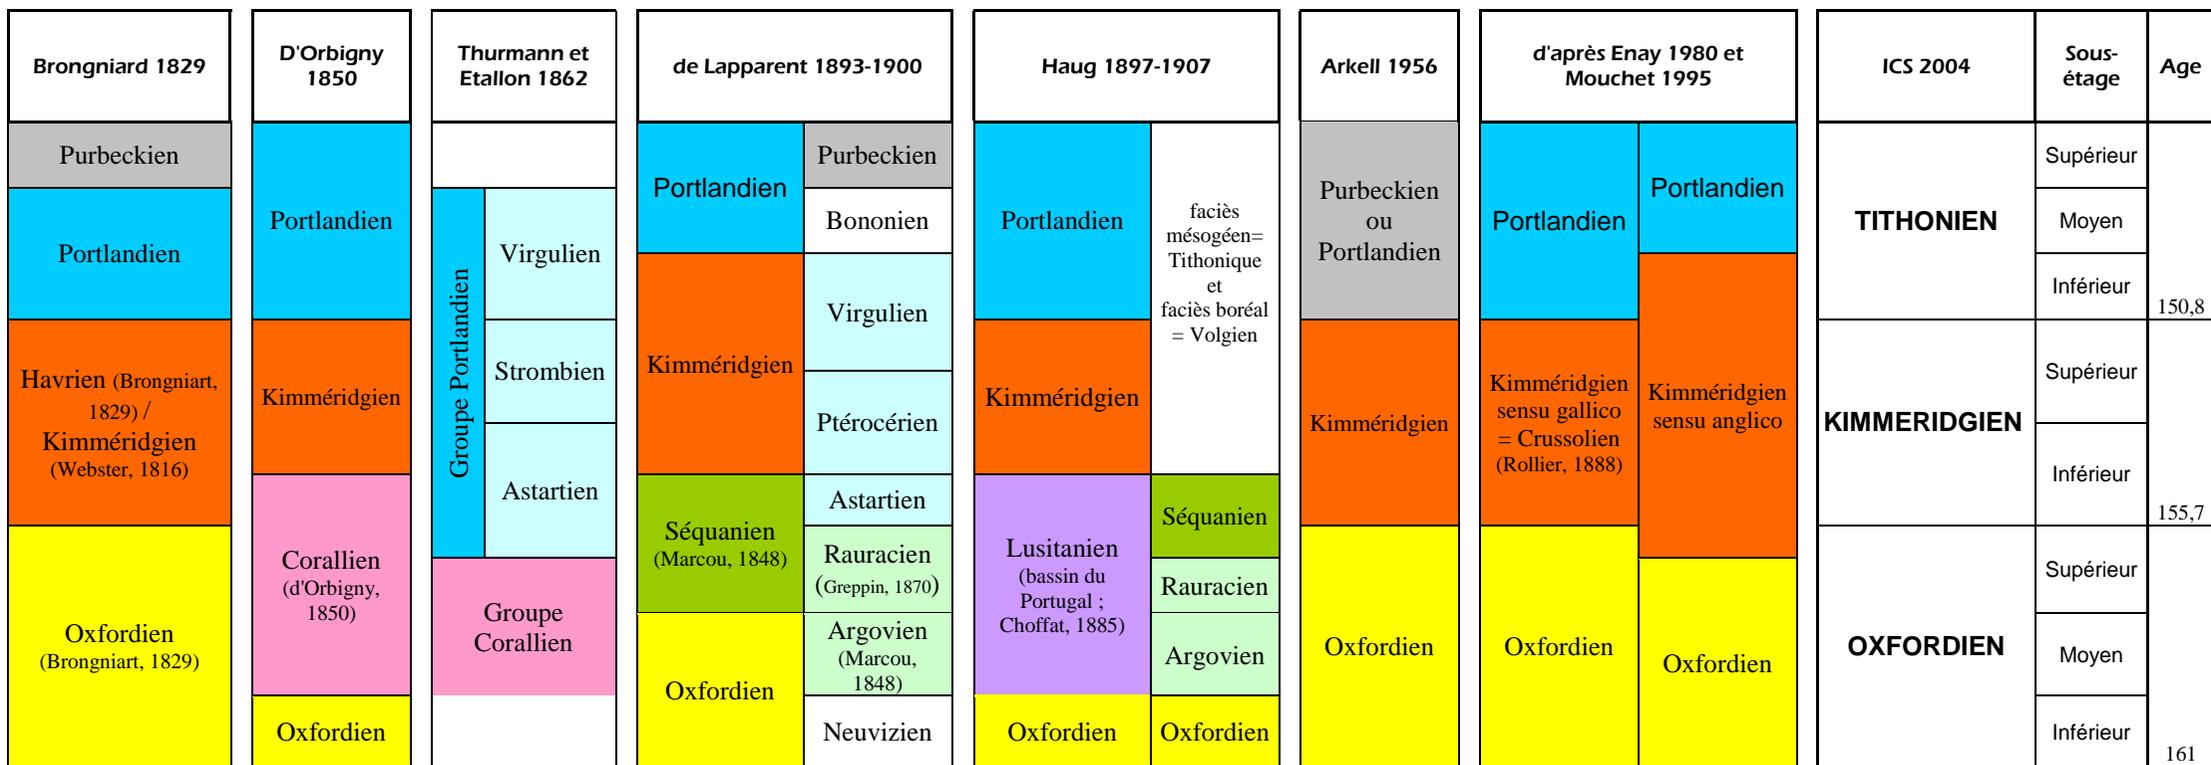 Brongniard 1829
D'Orbigny
1850
Thurmann et
Etallon 1862
de Lapparent 1893-1900
Haug 1897-1907
Arkell 1956
d'après Enay 1980 et
Mouchet 1995
ICS 2004
Sous-
étage
Age
Purbeckien
Portlandien
Havrien (Brongniart,
1829) /
Kimméridgien
(Webster, 1816)
Oxfordien
(Brongniart, 1829)
Portlandien
Kimméridgien
Corallien
(d'Orbigny,
1850)
Oxfordien
Groupe Portlandien
Virgulien
Strombien
Astartien
Groupe
Corallien
Portlandien
Kimméridgien
Séquanien
(Marcou, 1848)
Oxfordien
Purbeckien
Bononien
Virgulien
Ptérocérien
Astartien
Rauracien
(Greppin, 1870)
Argovien
(Marcou,
1848)
Neuvizien
Portlandien
Kimméridgien
Lusitanien
(bassin du
Portugal ;
Choffat, 1885)
Oxfordien
faciès
mésogéen=
Tithonique
et
faciès boréal
= Volgien
Séquanien
Rauracien
Argovien
Oxfordien
Purbeckien
ou
Portlandien
Kimméridgien
Oxfordien
Portlandien
Kimméridgien
sensu gallico
= Crussolien
(Rollier, 1888)
Oxfordien
Portlandien
Kimméridgien
sensu anglico
Oxfordien
TITHONIEN
KIMMERIDGIEN
OXFORDIEN
Supérieur
Moyen
Inférieur
Supérieur
Inférieur
Supérieur
Moyen
Inférieur
150,8
155,7
161